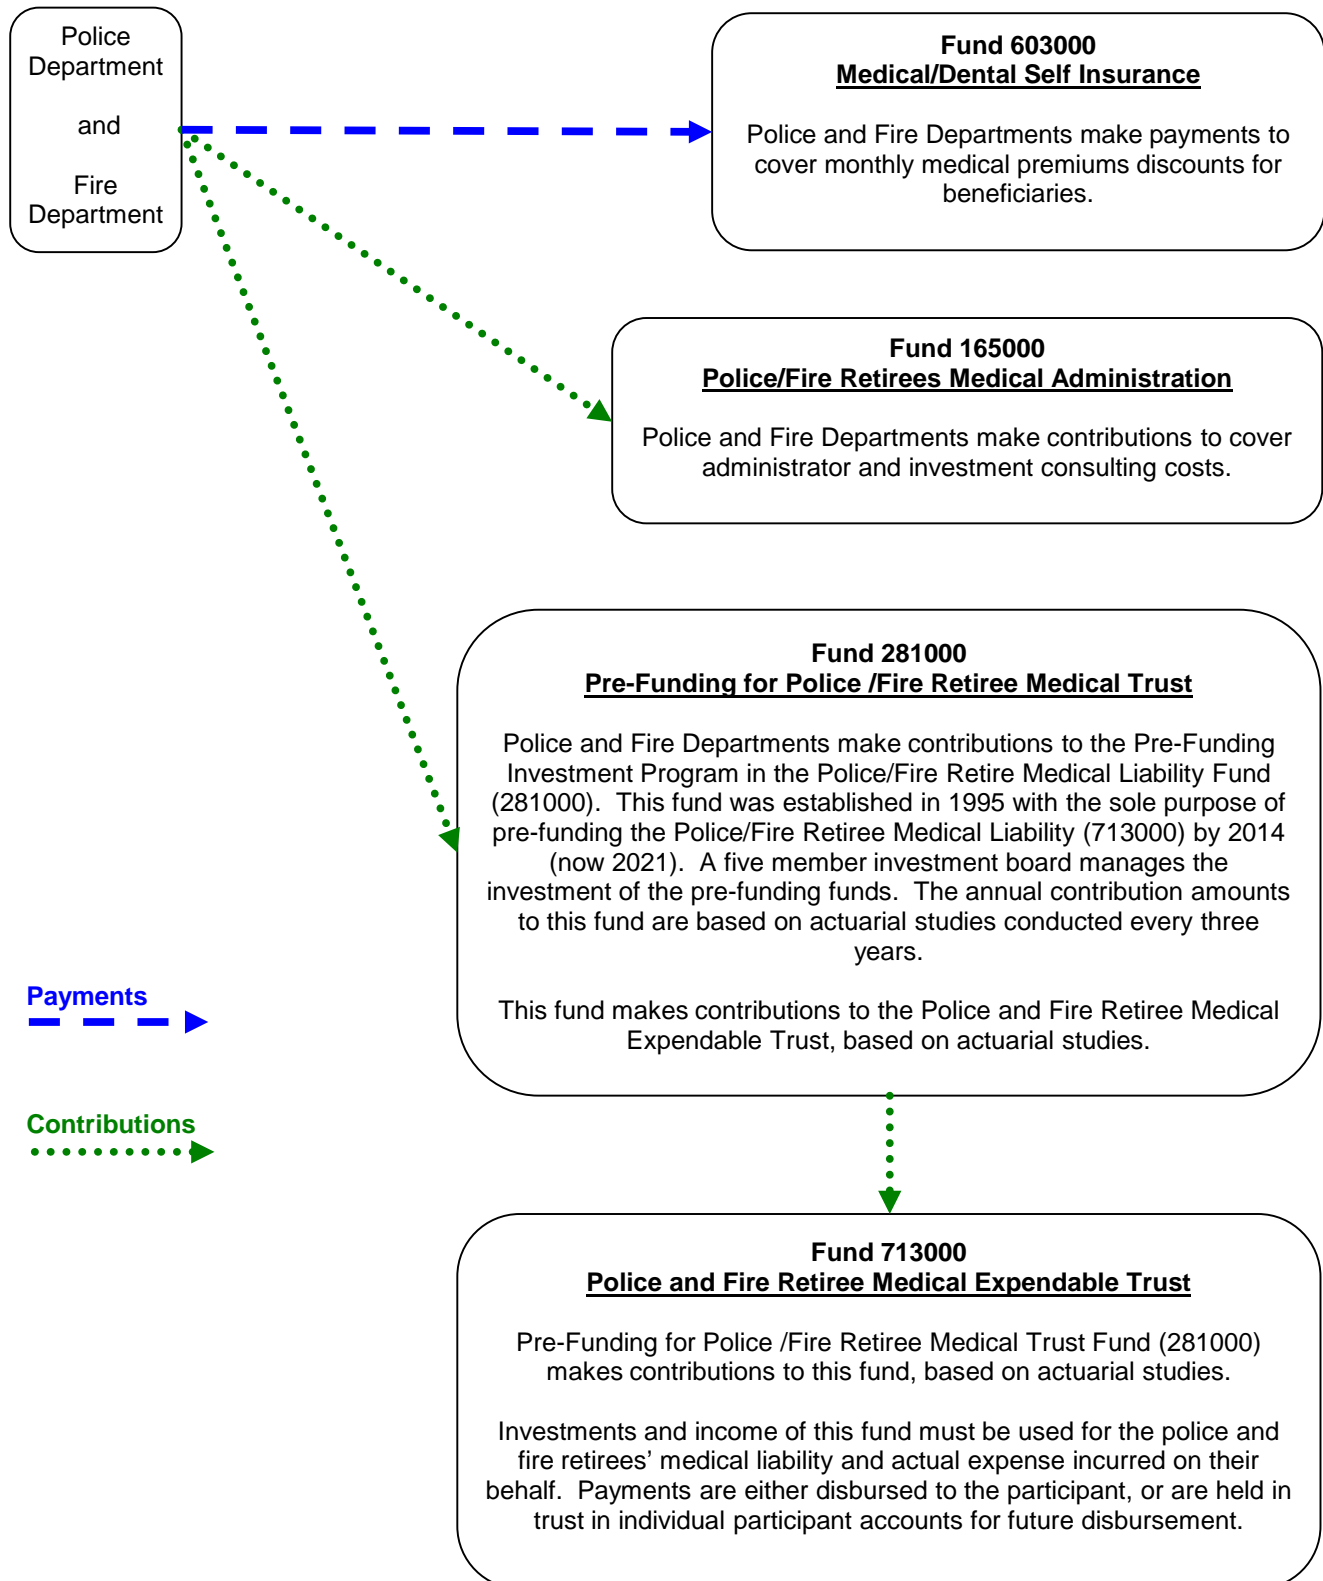 Police
Department
and
Fire
Department
Fund 603000
Medical/Dental Self Insurance
Police and Fire Departments make payments to
cover monthly medical premiums discounts for
beneficiaries.
Fund 165000
Police/Fire Retirees Medical Administration
Police and Fire Departments make contributions to cover
administrator and investment consulting costs.
Fund 281000
Pre-Funding for Police /Fire Retiree Medical Trust
Police and Fire Departments make contributions to the Pre-Funding
Investment Program in the Police/Fire Retire Medical Liability Fund
(281000).  This fund was established in 1995 with the sole purpose of
pre-funding the Police/Fire Retiree Medical Liability (713000) by 2014
(now 2021).  A five member investment board manages the
investment of the pre-funding funds.  The annual contribution amounts
to this fund are based on actuarial studies conducted every three
years.
This fund makes contributions to the Police and Fire Retiree Medical
Expendable Trust, based on actuarial studies.
Payments
Contributions
Fund 713000
Police and Fire Retiree Medical Expendable Trust
Pre-Funding for Police /Fire Retiree Medical Trust Fund (281000)
makes contributions to this fund, based on actuarial studies.
Investments and income of this fund must be used for the police and
fire retirees’ medical liability and actual expense incurred on their
behalf.  Payments are either disbursed to the participant, or are held in
trust in individual participant accounts for future disbursement.